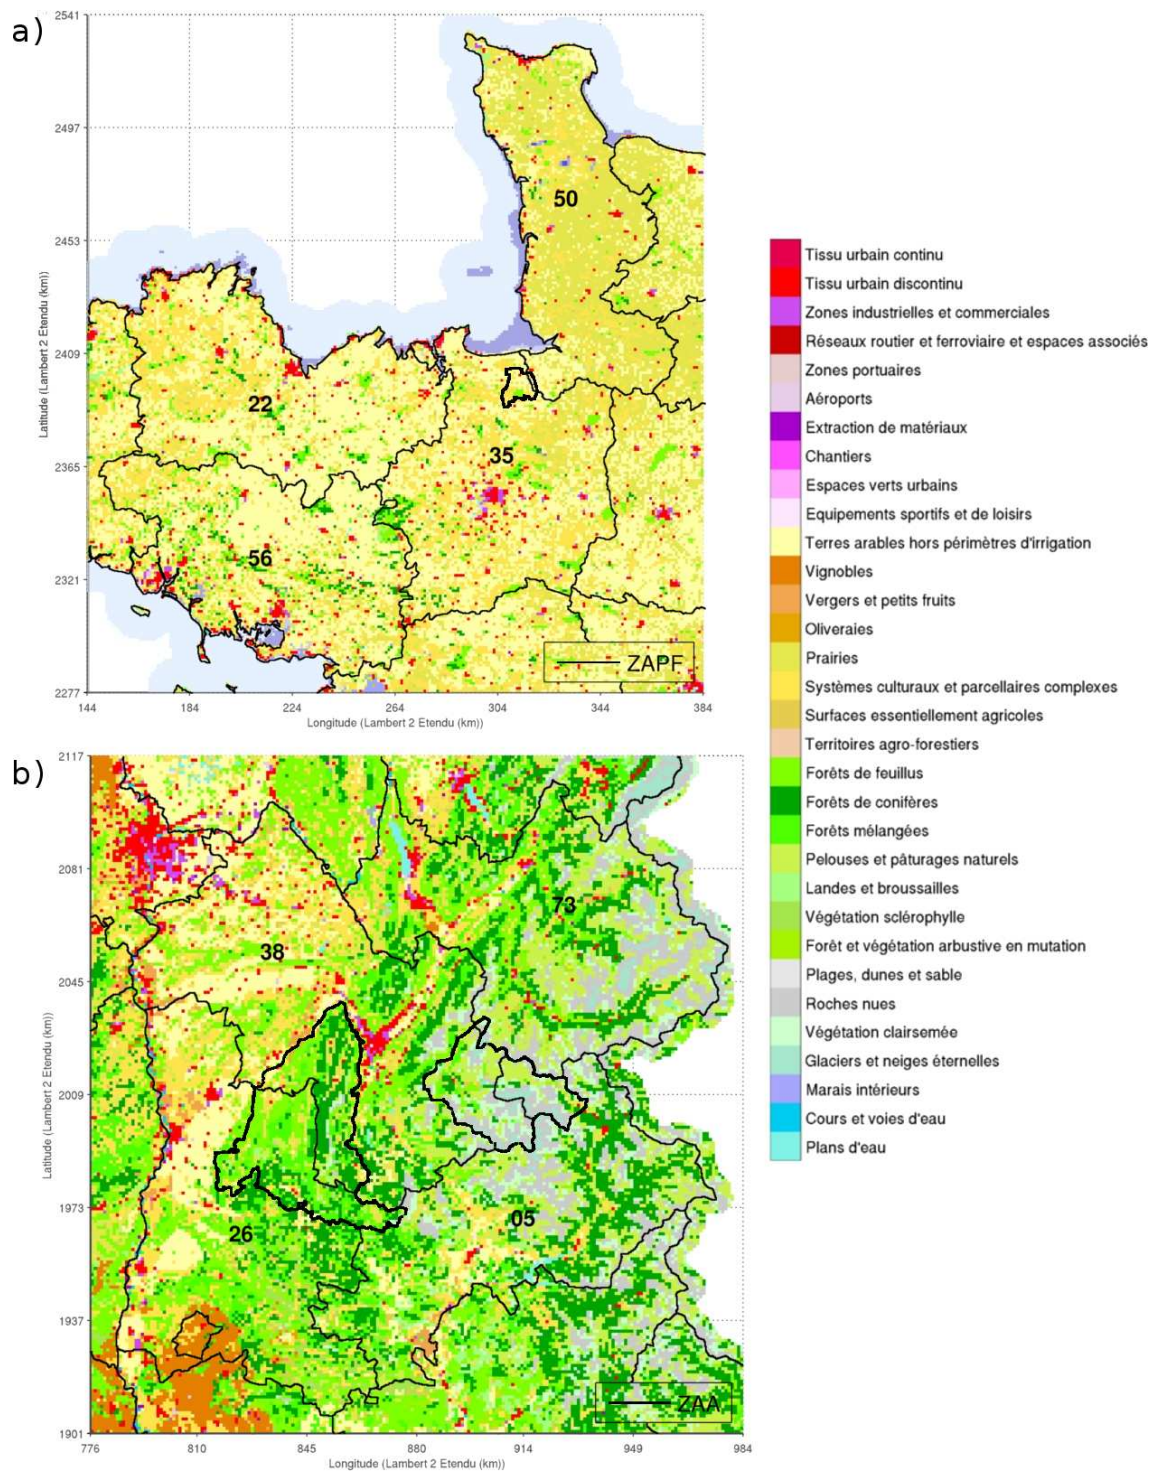 a)
2541
2497
2453
2409
2365
2321
2277
Latitude (Lambert 2 Etendu (km))
50
22
35
56
ZAPF
144 184 224 264 304 344 384
Longitude (Lambert 2 Etendu (km))
b)
2117
2081
2045
2009
1973
1937
1901
Latitude (Lambert 2 Etendu (km))
73
38
05
26
ZAA
776 810 845 880 914 949 984
Longitude (Lambert 2 Etendu (km))
Tissu urbain continu
Tissu urbain discontinu
Zones industrielles et commerciales
Réseaux routier et ferroviaire et espaces associés
Zones portuaires
Aéroports
Extraction de matériaux
Chantiers
Espaces verts urbains
Equipements sportifs et de loisirs
Terres arables hors périmètres d'irrigation
Vignobles
Vergers et petits fruits
Oliveraies
Prairies
Systèmes culturaux et parcellaires complexes
Surfaces essentiellement agricoles
Territoires agro-forestiers
Forêts de feuillus
Forêts de conifères
Forêts mélangées
Pelouses et pâturages naturels
Landes et broussailles
Végétation sclérophylle
Forêt et végétation arbustive en mutation
Plages, dunes et sable
Roches nues
Végétation clairsemée
Glaciers et neiges éternelles
Marais intérieurs
Cours et voies d'eau
Plans d'eau